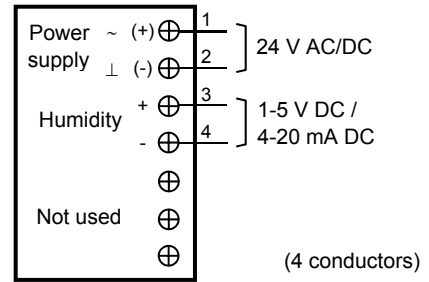 Power ~ (+) 1
supply ⊥ (-) 2
24 V AC/DC
Humidity + 3
- 4
1-5 V DC /
4-20 mA DC
Not used
(4 conductors)